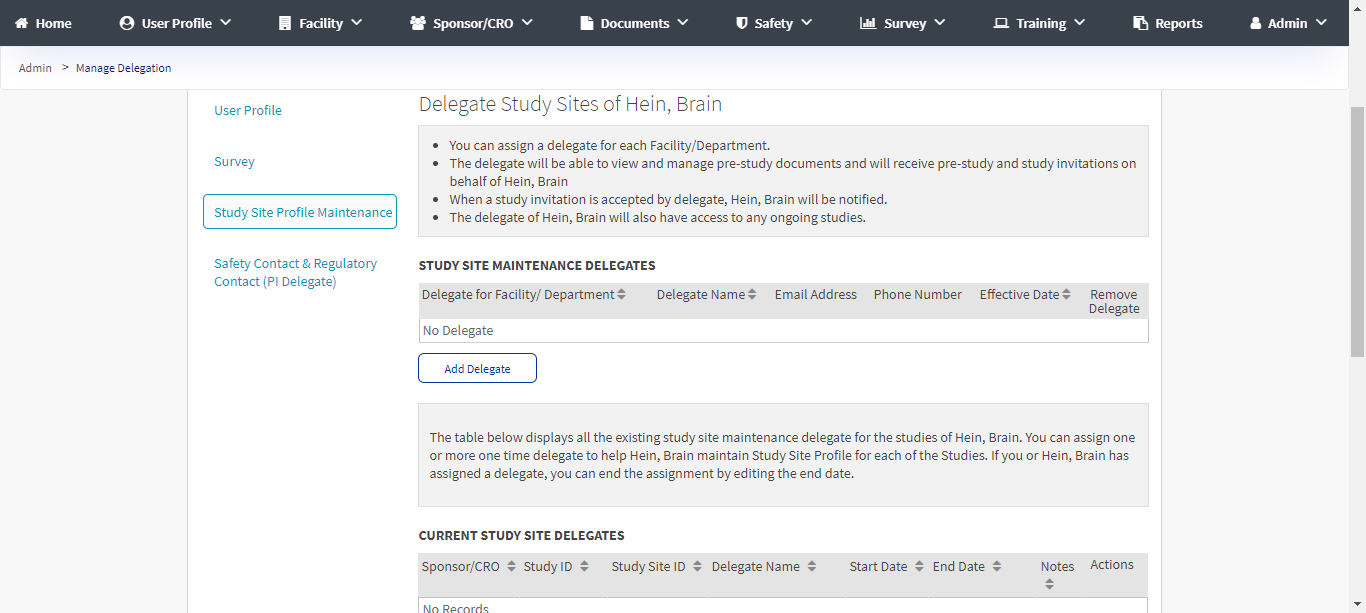 Home User Profile Facility Sponsor/CRO Documents Safety Survey Training Reports Admin
Admin > Manage Delegation
User Profile
Survey
Study Site Profile Maintenance
Safety Contact & Regulatory
Contact (PI Delegate)
Delegate Study Sites of Hein, Brain
• You can assign a delegate for each Facility/Department.
• The delegate will be able to view and manage pre-study documents and will receive pre-study and study invitations on
behalf of Hein, Brain
• When a study invitation is accepted by delegate, Hein, Brain will be notified.
• The delegate of Hein, Brain will also have access to any ongoing studies.
STUDY SITE MAINTENANCE DELEGATES
Delegate for Facility/ Department Delegate Name Email Address Phone Number Effective Date Remove
Delegate
No Delegate
Add Delegate
The table below displays all the existing study site maintenance delegate for the studies of Hein, Brain. You can assign one
or more one time delegate to help Hein, Brain maintain Study Site Profile for each of the Studies. If you or Hein, Brain has
assigned a delegate, you can end the assignment by editing the end date.
CURRENT STUDY SITE DELEGATES
Sponsor/CRO Study ID Study Site ID Delegate Name Start Date End Date Notes Actions
No Records